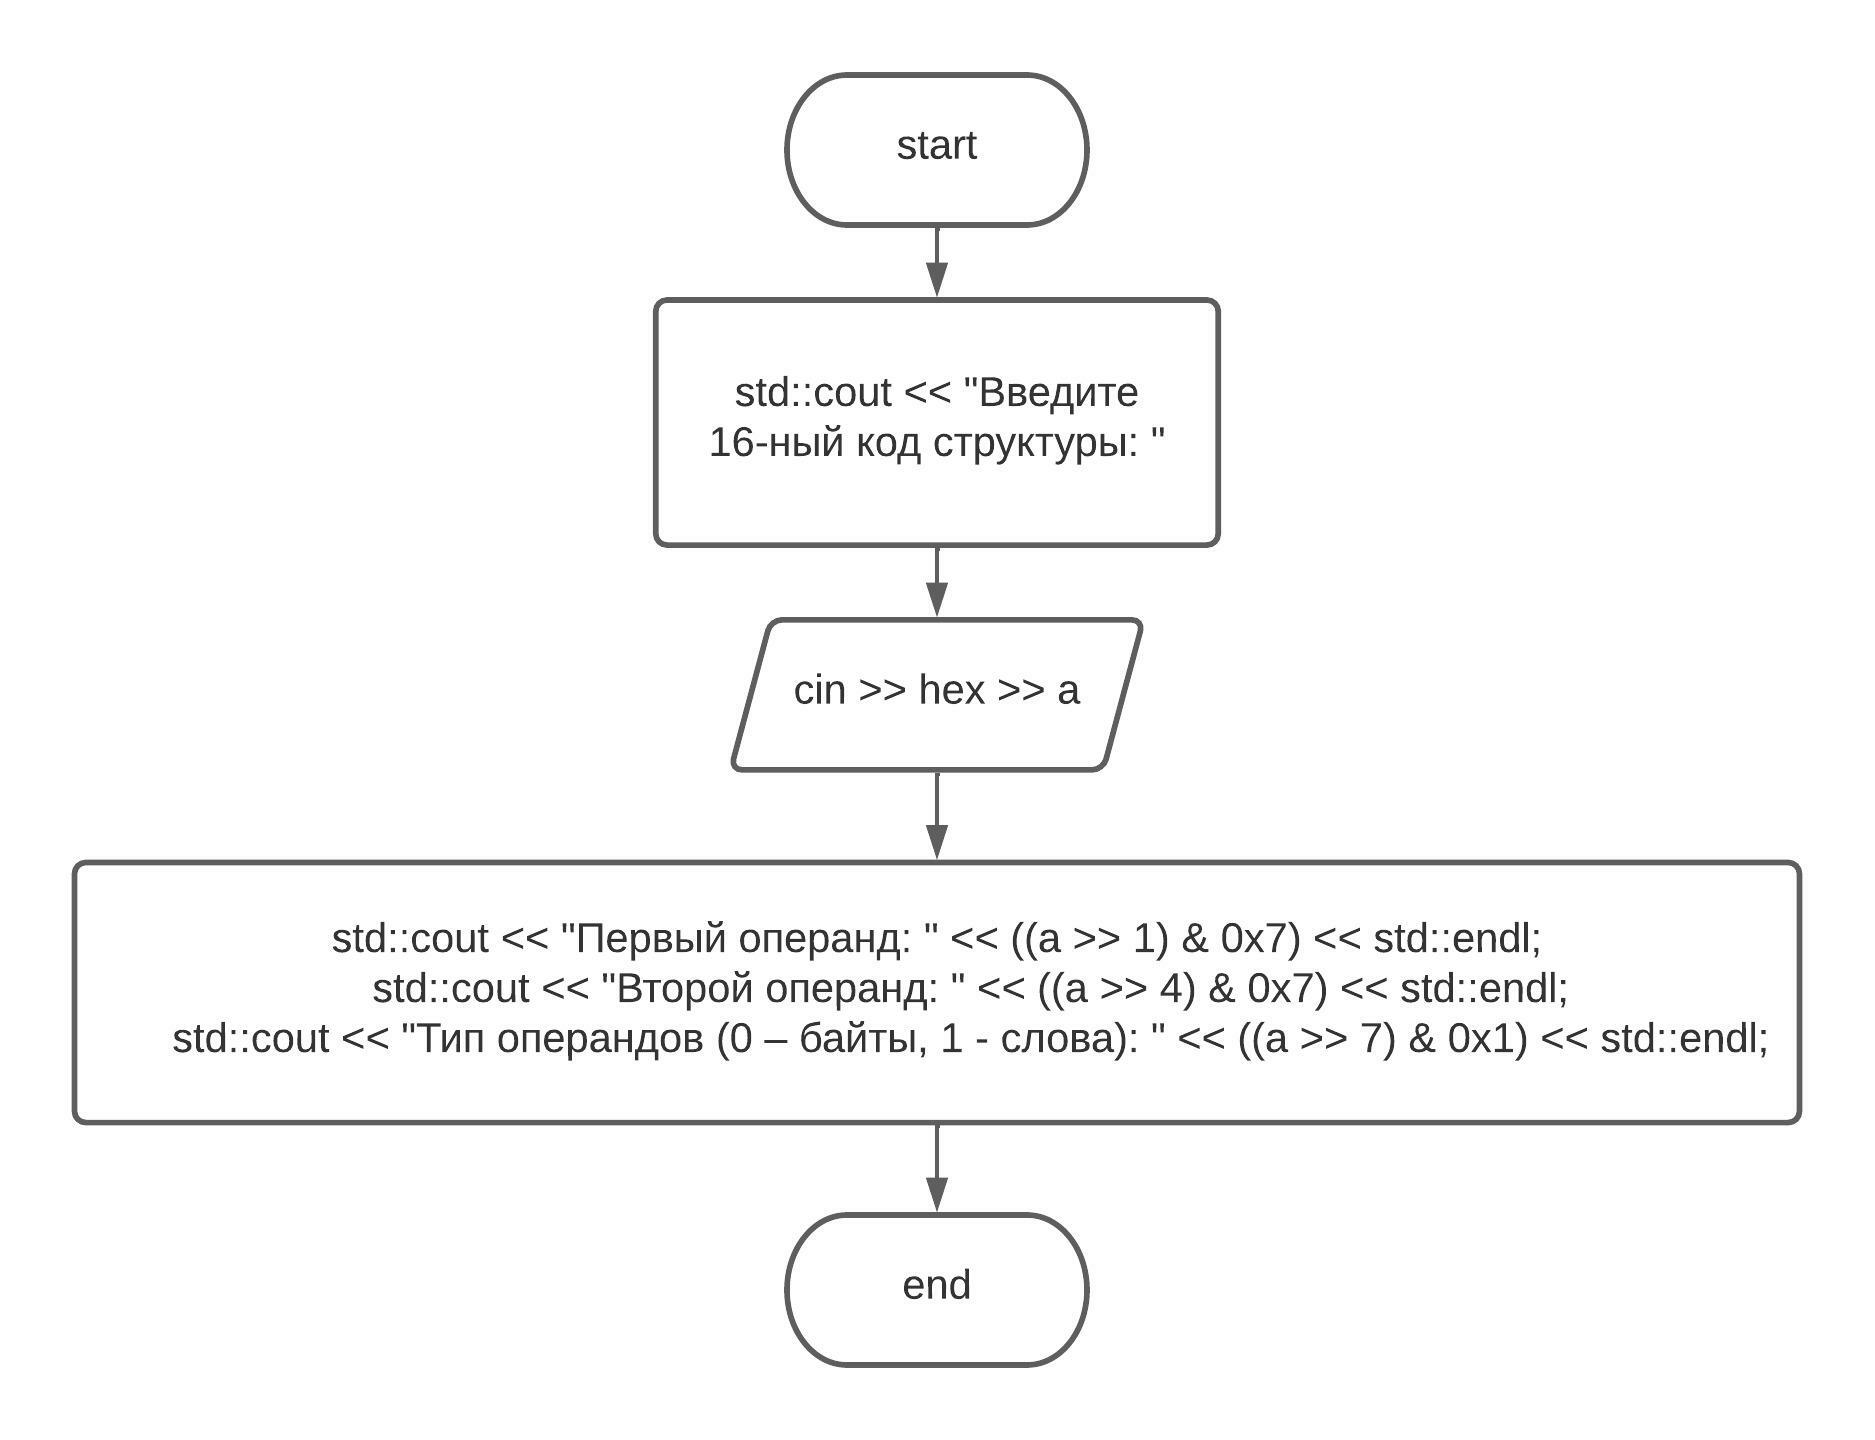 start
std::cout << "Введите
16-ный код структуры: "
cin >> hex >> a
std::cout << "Первый операнд: " << ((a >> 1) & 0x7) << std::endl;
std::cout << "Второй операнд: " << ((a >> 4) & 0x7) << std::endl;
std::cout << "Тип операндов (0 – байты, 1 - слова): " << ((a >> 7) & 0x1) << std::endl;
end